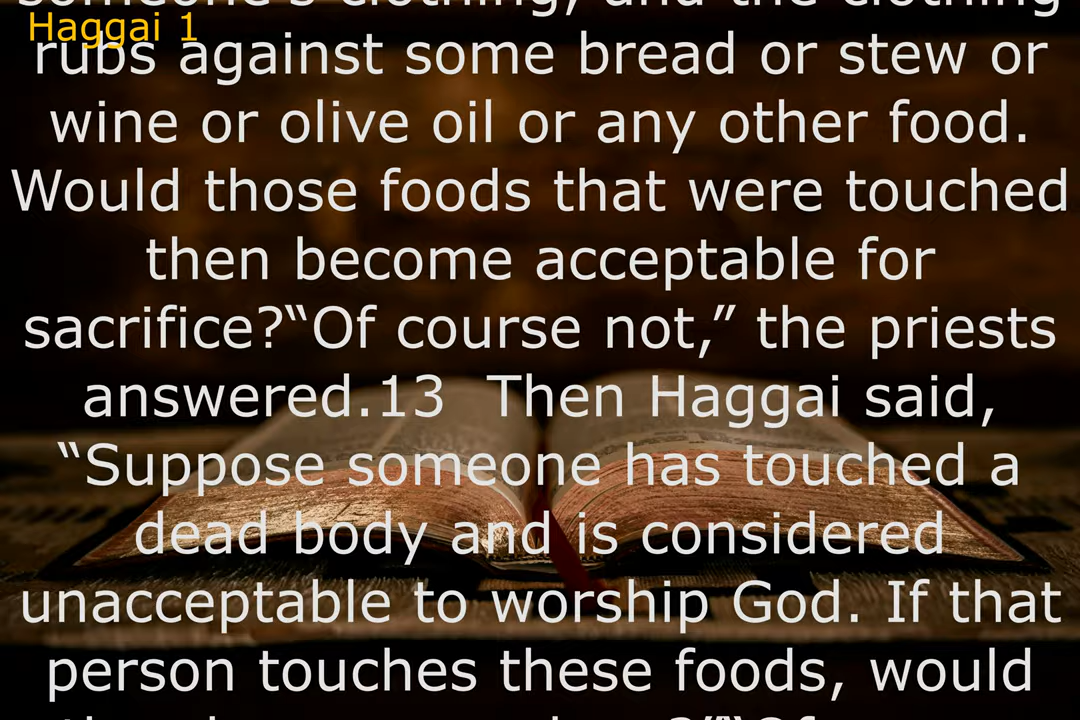 someone's clothing, and the clothing
Haggai 1
rubs against some bread or stew or
wine or olive oil or any other food.
Would those foods that were touched
then become acceptable for
sacrifice?“Of course not,” the priests
answered.13  Then Haggai said,
“Suppose someone has touched a
dead body and is considered
unacceptable to worship God. If that
person touches these foods, would